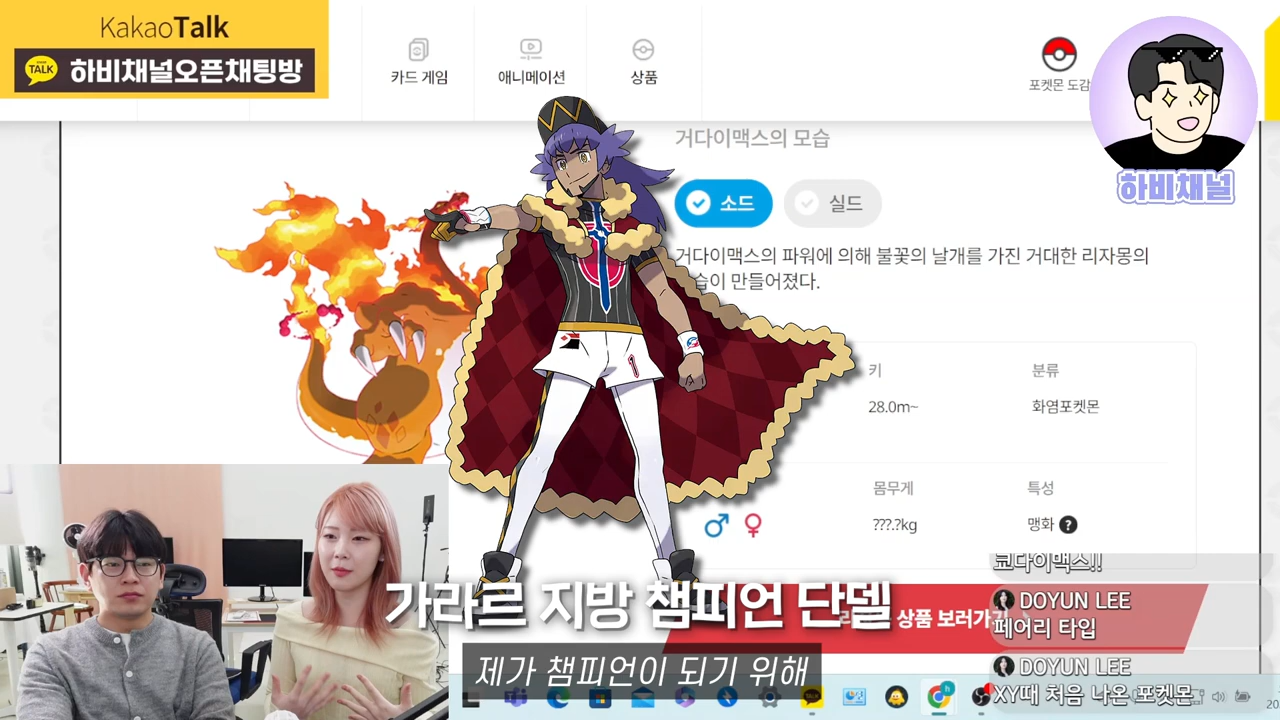 KakaoTalk
TALK
하비채널오픈채팅방
카드 게임
애니메이션
상품
포켓몬 도감
하비채널
거다이맥스의 모습
소드
실드
거다이맥스의 파워에 의해 불꽃의 날개를 가진 거대한 리자몽의
습이 만들어졌다.
키
분류
28.0m~
화염포켓몬
몸무게
특성
???.?kg
맹화 ?
쿄다이맥스!!
DOYUN LEE
페어리 타입
가라르 지방 챔피언 단델
상품 보러가기
DOYUN LEE
XY때 처음 나온 포켓몬
제가 챔피언이 되기 위해
20